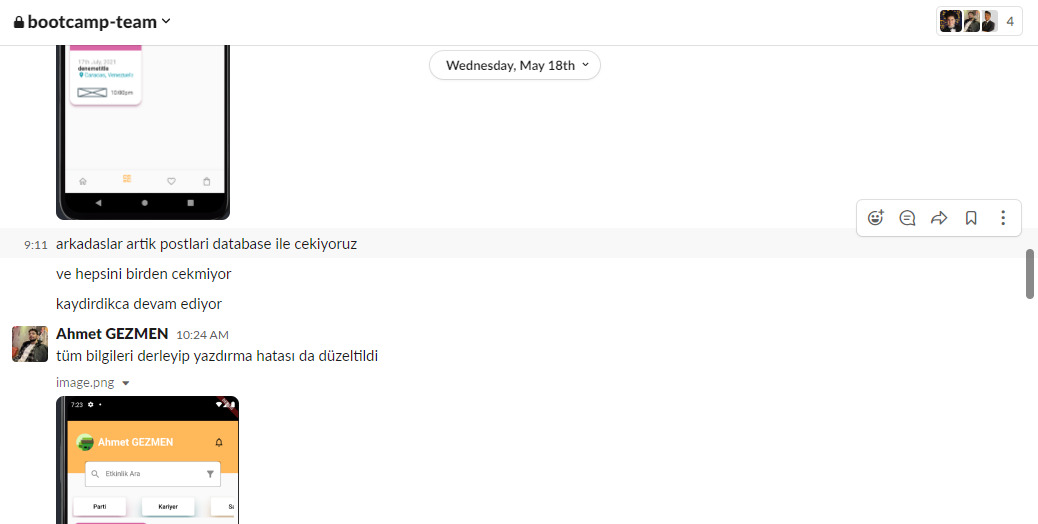 bootcamp-team
4
Wednesday, May 18th
17th July, 2021
denemetitle
Caracas, Venezuela
10:00pm
9:11 arkadaslar artik postlari database ile cekiyoruz
ve hepsini birden cekmiyor
kaydirdikca devam ediyor
Ahmet GEZMEN 10:24 AM
tüm bilgileri derleyip yazdırma hatası da düzeltildi
image.png
7:23
Ahmet GEZMEN
Etkinlik Ara
Parti Kariyer